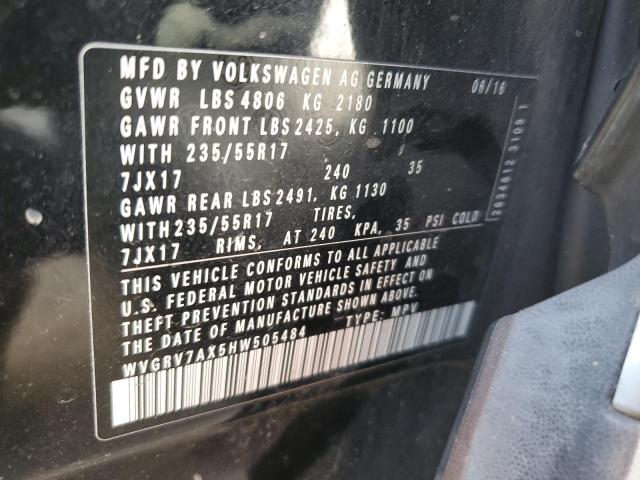 MFD BY VOLKSWAGEN AG GERMANY 06/16
GVWR LBS 4806 KG 2180
GAWR FRONT LBS 2425, KG 1100
WITH 235/55R17
7JX17 240 35
GAWR REAR LBS 2491, KG 1130
WITH 235/55R17 TIRES,
7JX17 RIMS, AT 240 KPA, 35 PSI COLD
THIS VEHICLE CONFORMS TO ALL APPLICABLE
U.S. FEDERAL MOTOR VEHICLE SAFETY AND
THEFT PREVENTION STANDARDS IN EFFECT ON
THE DATE OF MANUFACTURE SHOWN ABOVE.
WVGRV7AX5HW505484 TYPE: MPV